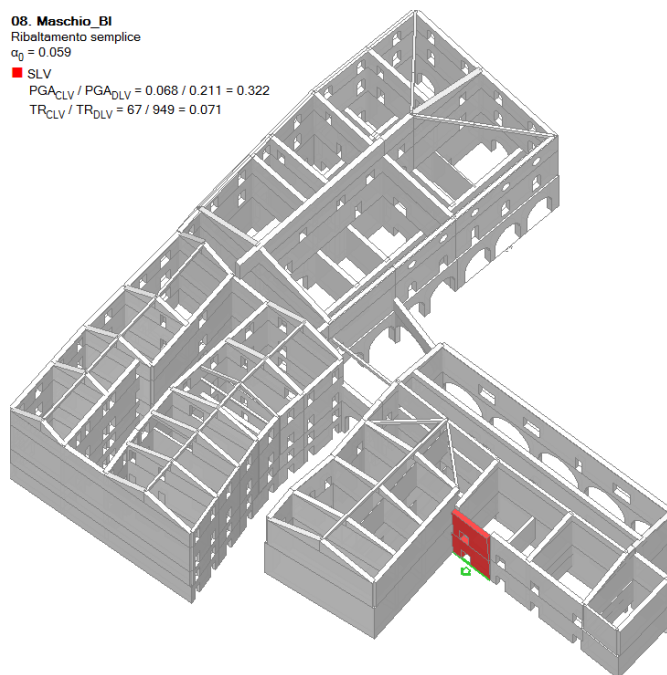 08. Maschio_BI
Ribaltamento semplice
α0 = 0.059
SLV
PGACLV / PGADLV = 0.068 / 0.211 = 0.322
TRCLV / TRDLV = 67 / 949 = 0.071